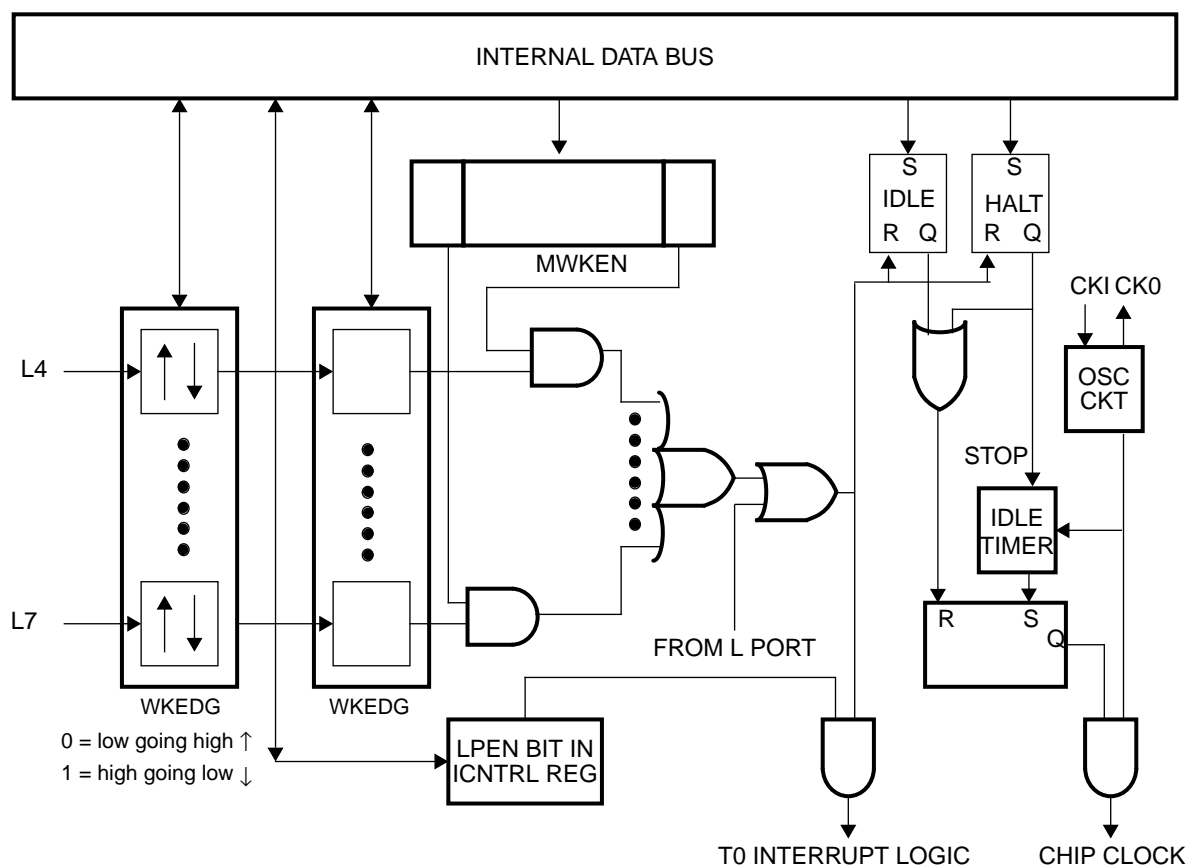 INTERNAL DATA BUS
S
IDLE
R Q
S
HALT
R Q
MWKEN
CKI CK0
L4
OSC
CKT
STOP
IDLE
TIMER
L7
R S
Q
FROM L PORT
WKEDG
WKEDG
0 = low going high ↑
1 = high going low ↓
LPEN BIT IN
ICNTRL REG
T0 INTERRUPT LOGIC
CHIP CLOCK